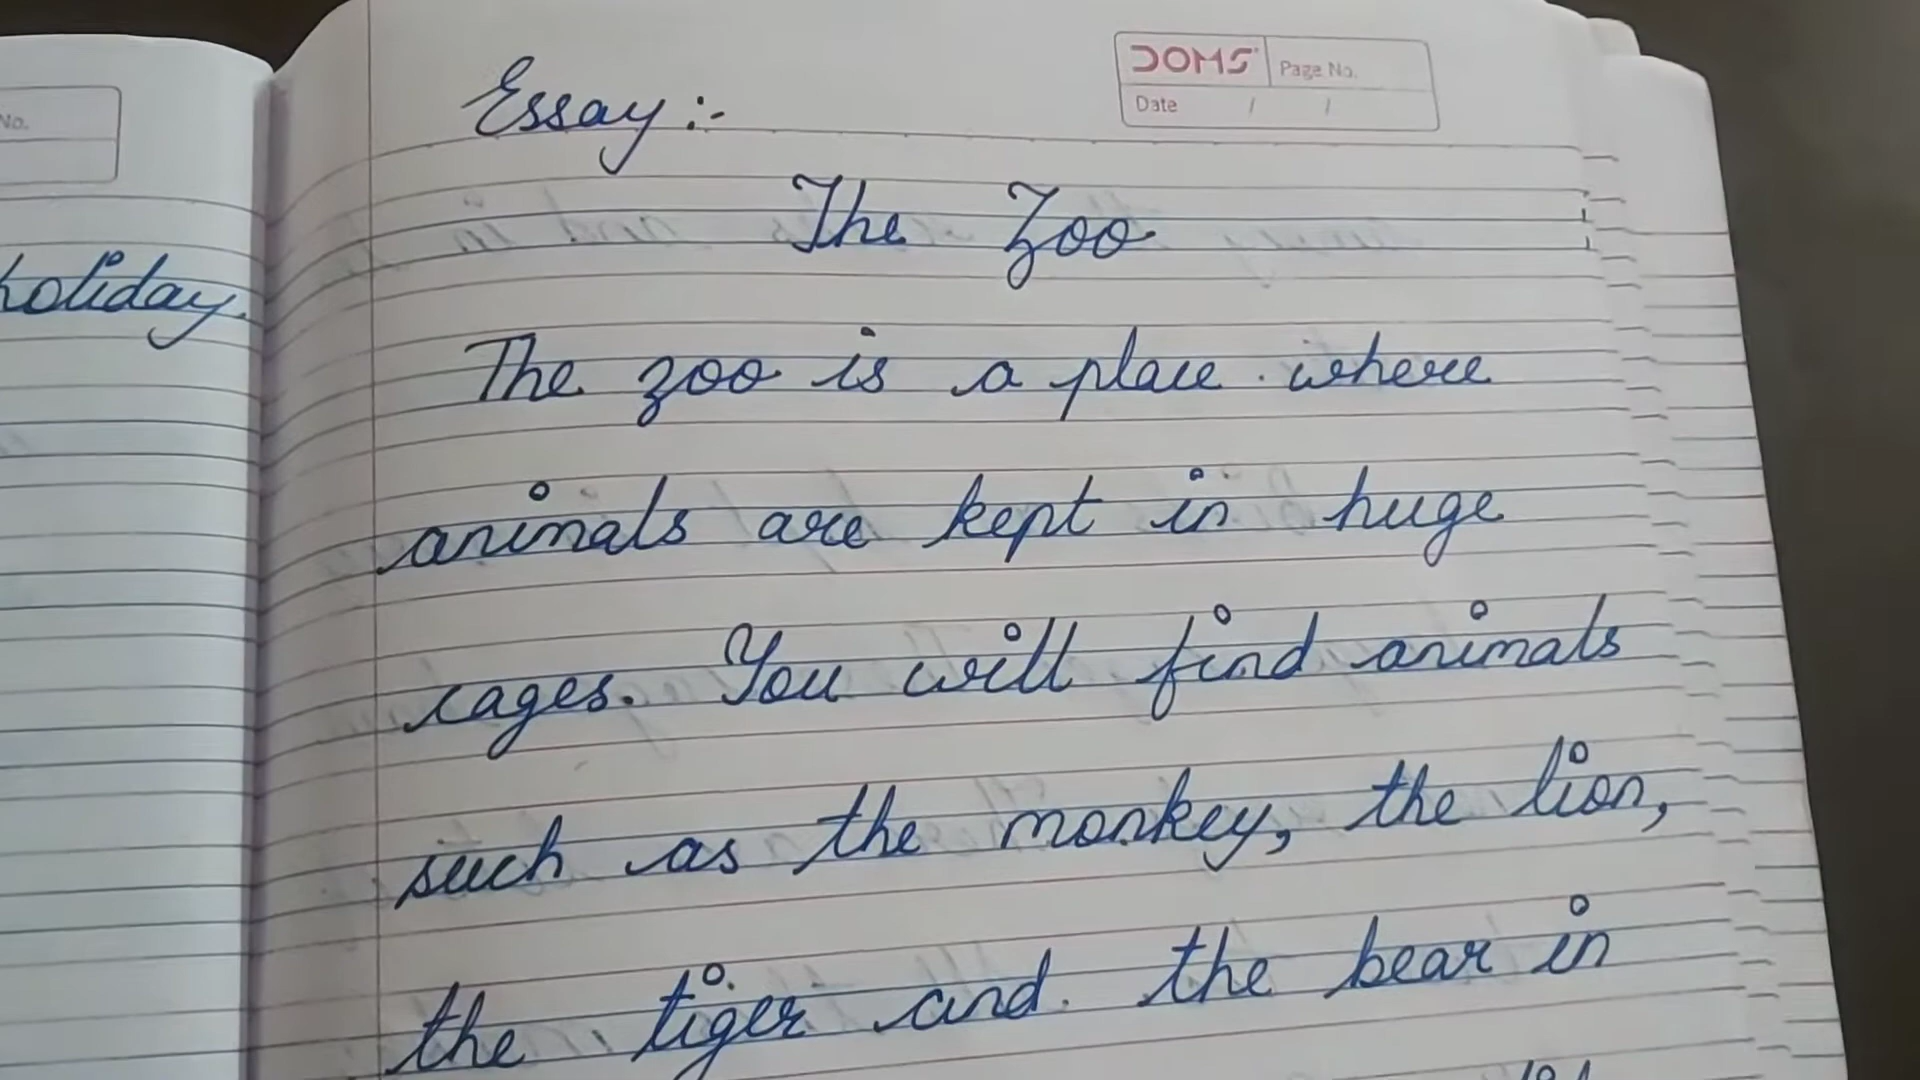 DOMS Page No.
Date / /
No.
holiday.
Essay :-
The Zoo
The zoo is a place where
animals are kept in huge
cages. You will find animals
such as the monkey, the lion,
the tiger and the bear in